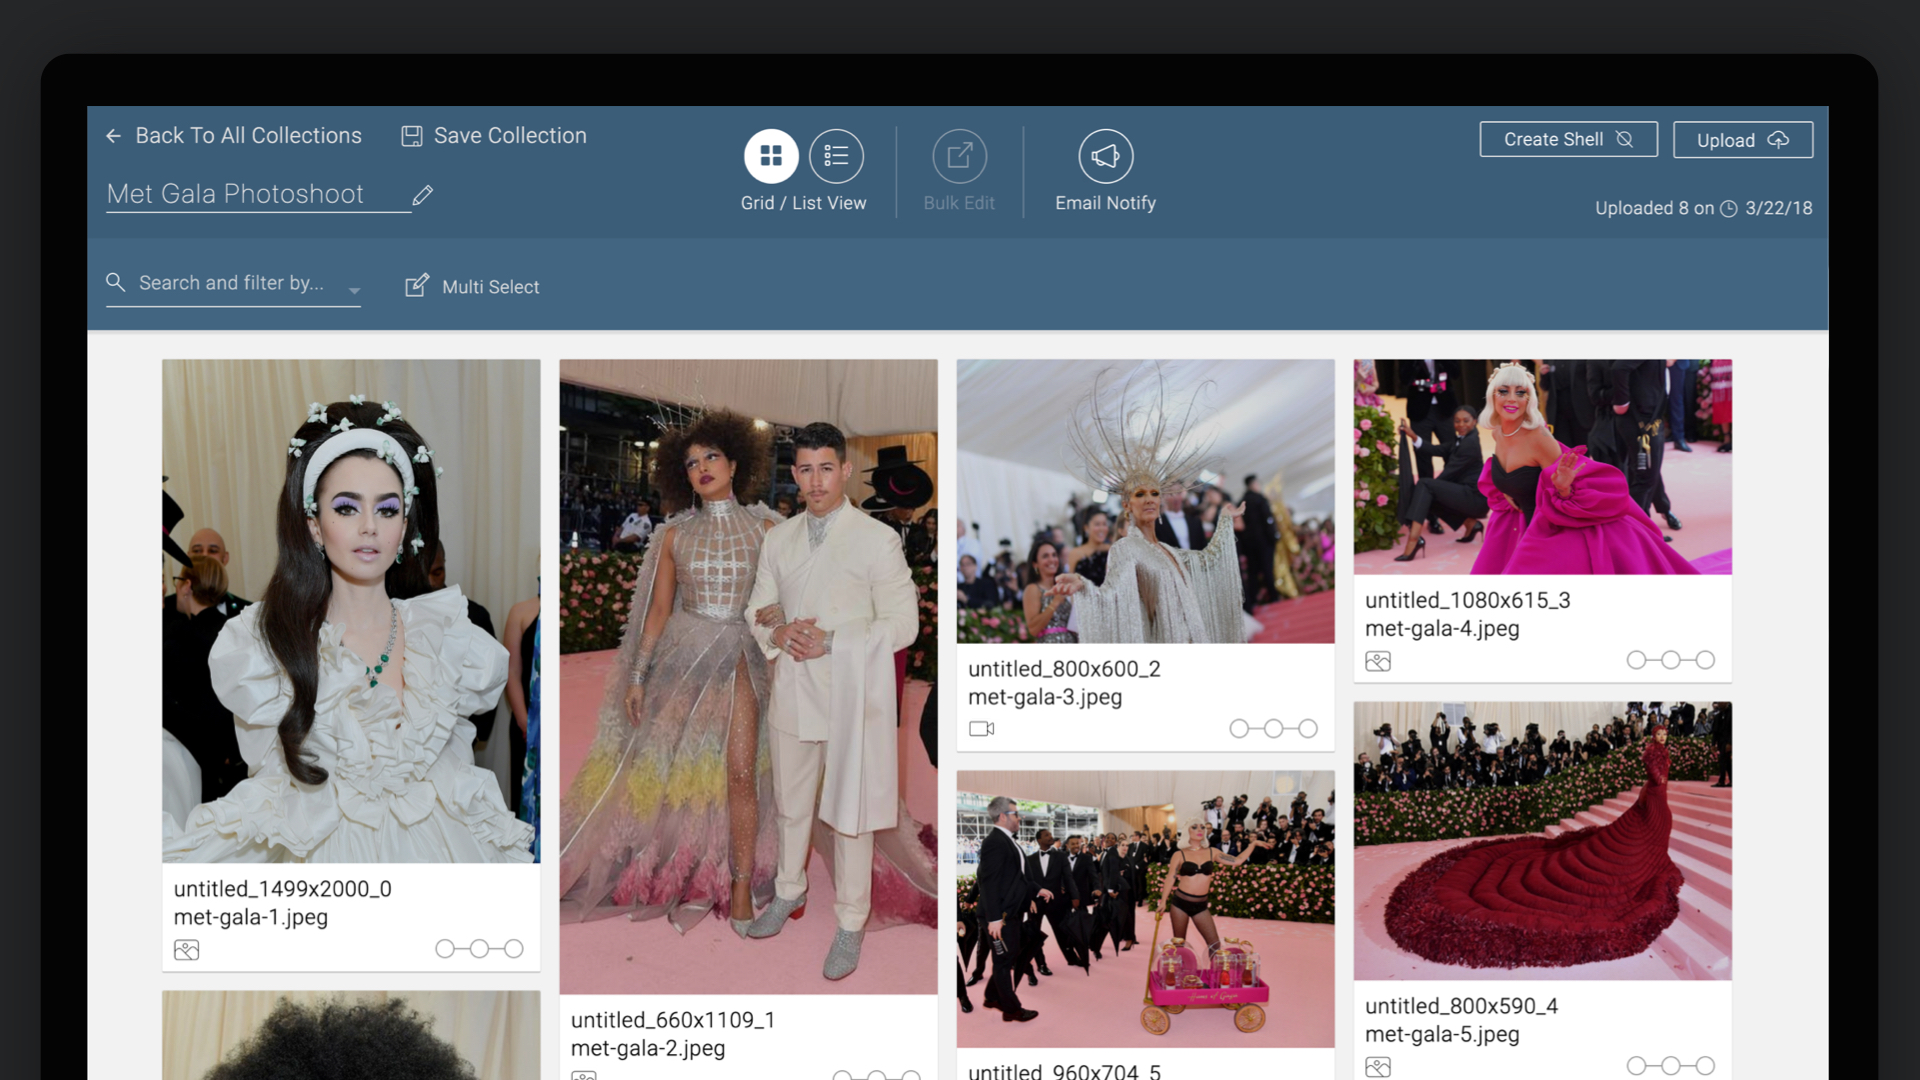 Back To All Collections
Save Collection
Met Gala Photoshoot
Grid / List View
Bulk Edit
Email Notify
Create Shell
Upload
Uploaded 8 on 3/22/18
Search and filter by...
Multi Select
untitled_1499x2000_0
met-gala-1.jpeg
untitled_660x1109_1
met-gala-2.jpeg
untitled_800x600_2
met-gala-3.jpeg
untitled_960x704_5
untitled_1080x615_3
met-gala-4.jpeg
untitled_800x590_4
met-gala-5.jpeg